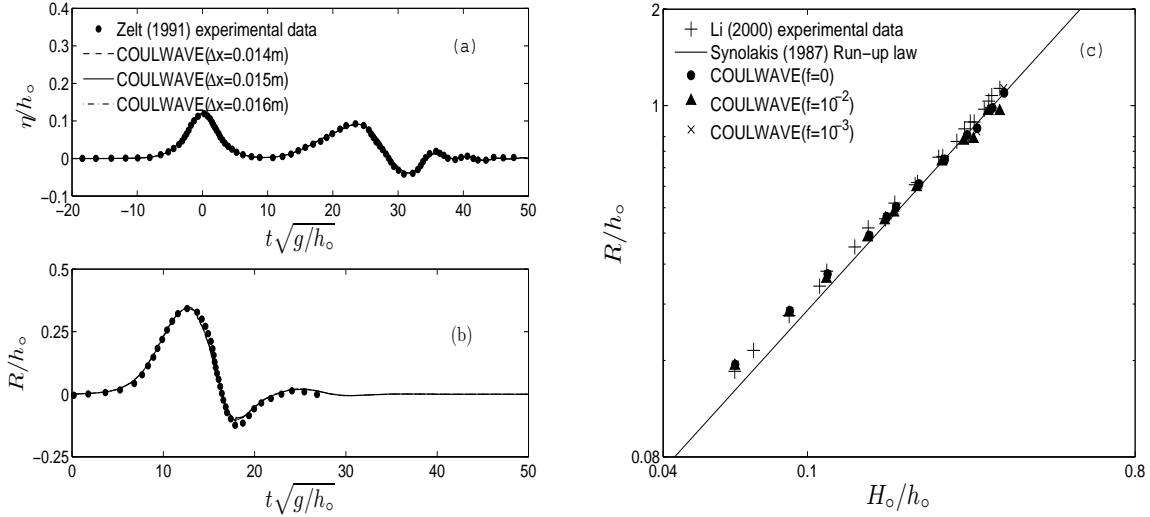 0.4
0.3
0.2
0.1
0
−0.1
η/h∘
Zelt (1991) experimental data
COULWAVE(Δx=0.014m)
COULWAVE(Δx=0.015m)
COULWAVE(Δx=0.016m)
(a)
−20 −10 0 10 20 30 40 50
t√g/h∘
0.5
0.25
0
−0.25
R/h∘
(b)
0 10 20 30 40 50
t√g/h∘
2
1
0.08
R/h∘
Li (2000) experimental data
Synolakis (1987) Run−up law
COULWAVE(f=0)
COULWAVE(f=10⁻²)
COULWAVE(f=10⁻³)
(c)
0.04 0.1 0.8
H∘/h∘